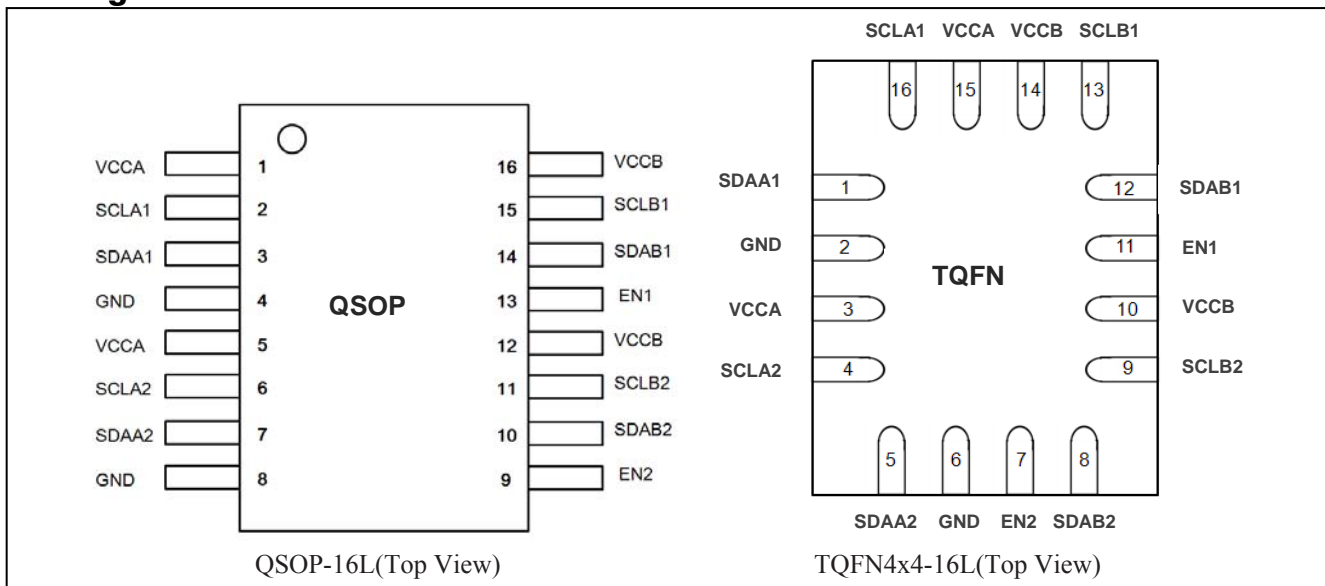 g
SCLA1 VCCA VCCB SCLB1
16 15 14 13
VCCA 1 16 VCCB
SCLA1 2 15 SCLB1
SDAA1 3 14 SDAB1
GND 4 13 EN1
QSOP
VCCA 5 12 VCCB
SCLA2 6 11 SCLB2
SDAA2 7 10 SDAB2
GND 8 9 EN2
QSOP-16L(Top View)
SDAA1 1 12 SDAB1
GND 2 11 EN1
TQFN
VCCA 3 10 VCCB
SCLA2 4 9 SCLB2
5 6 7 8
SDAA2 GND EN2 SDAB2
TQFN4x4-16L(Top View)